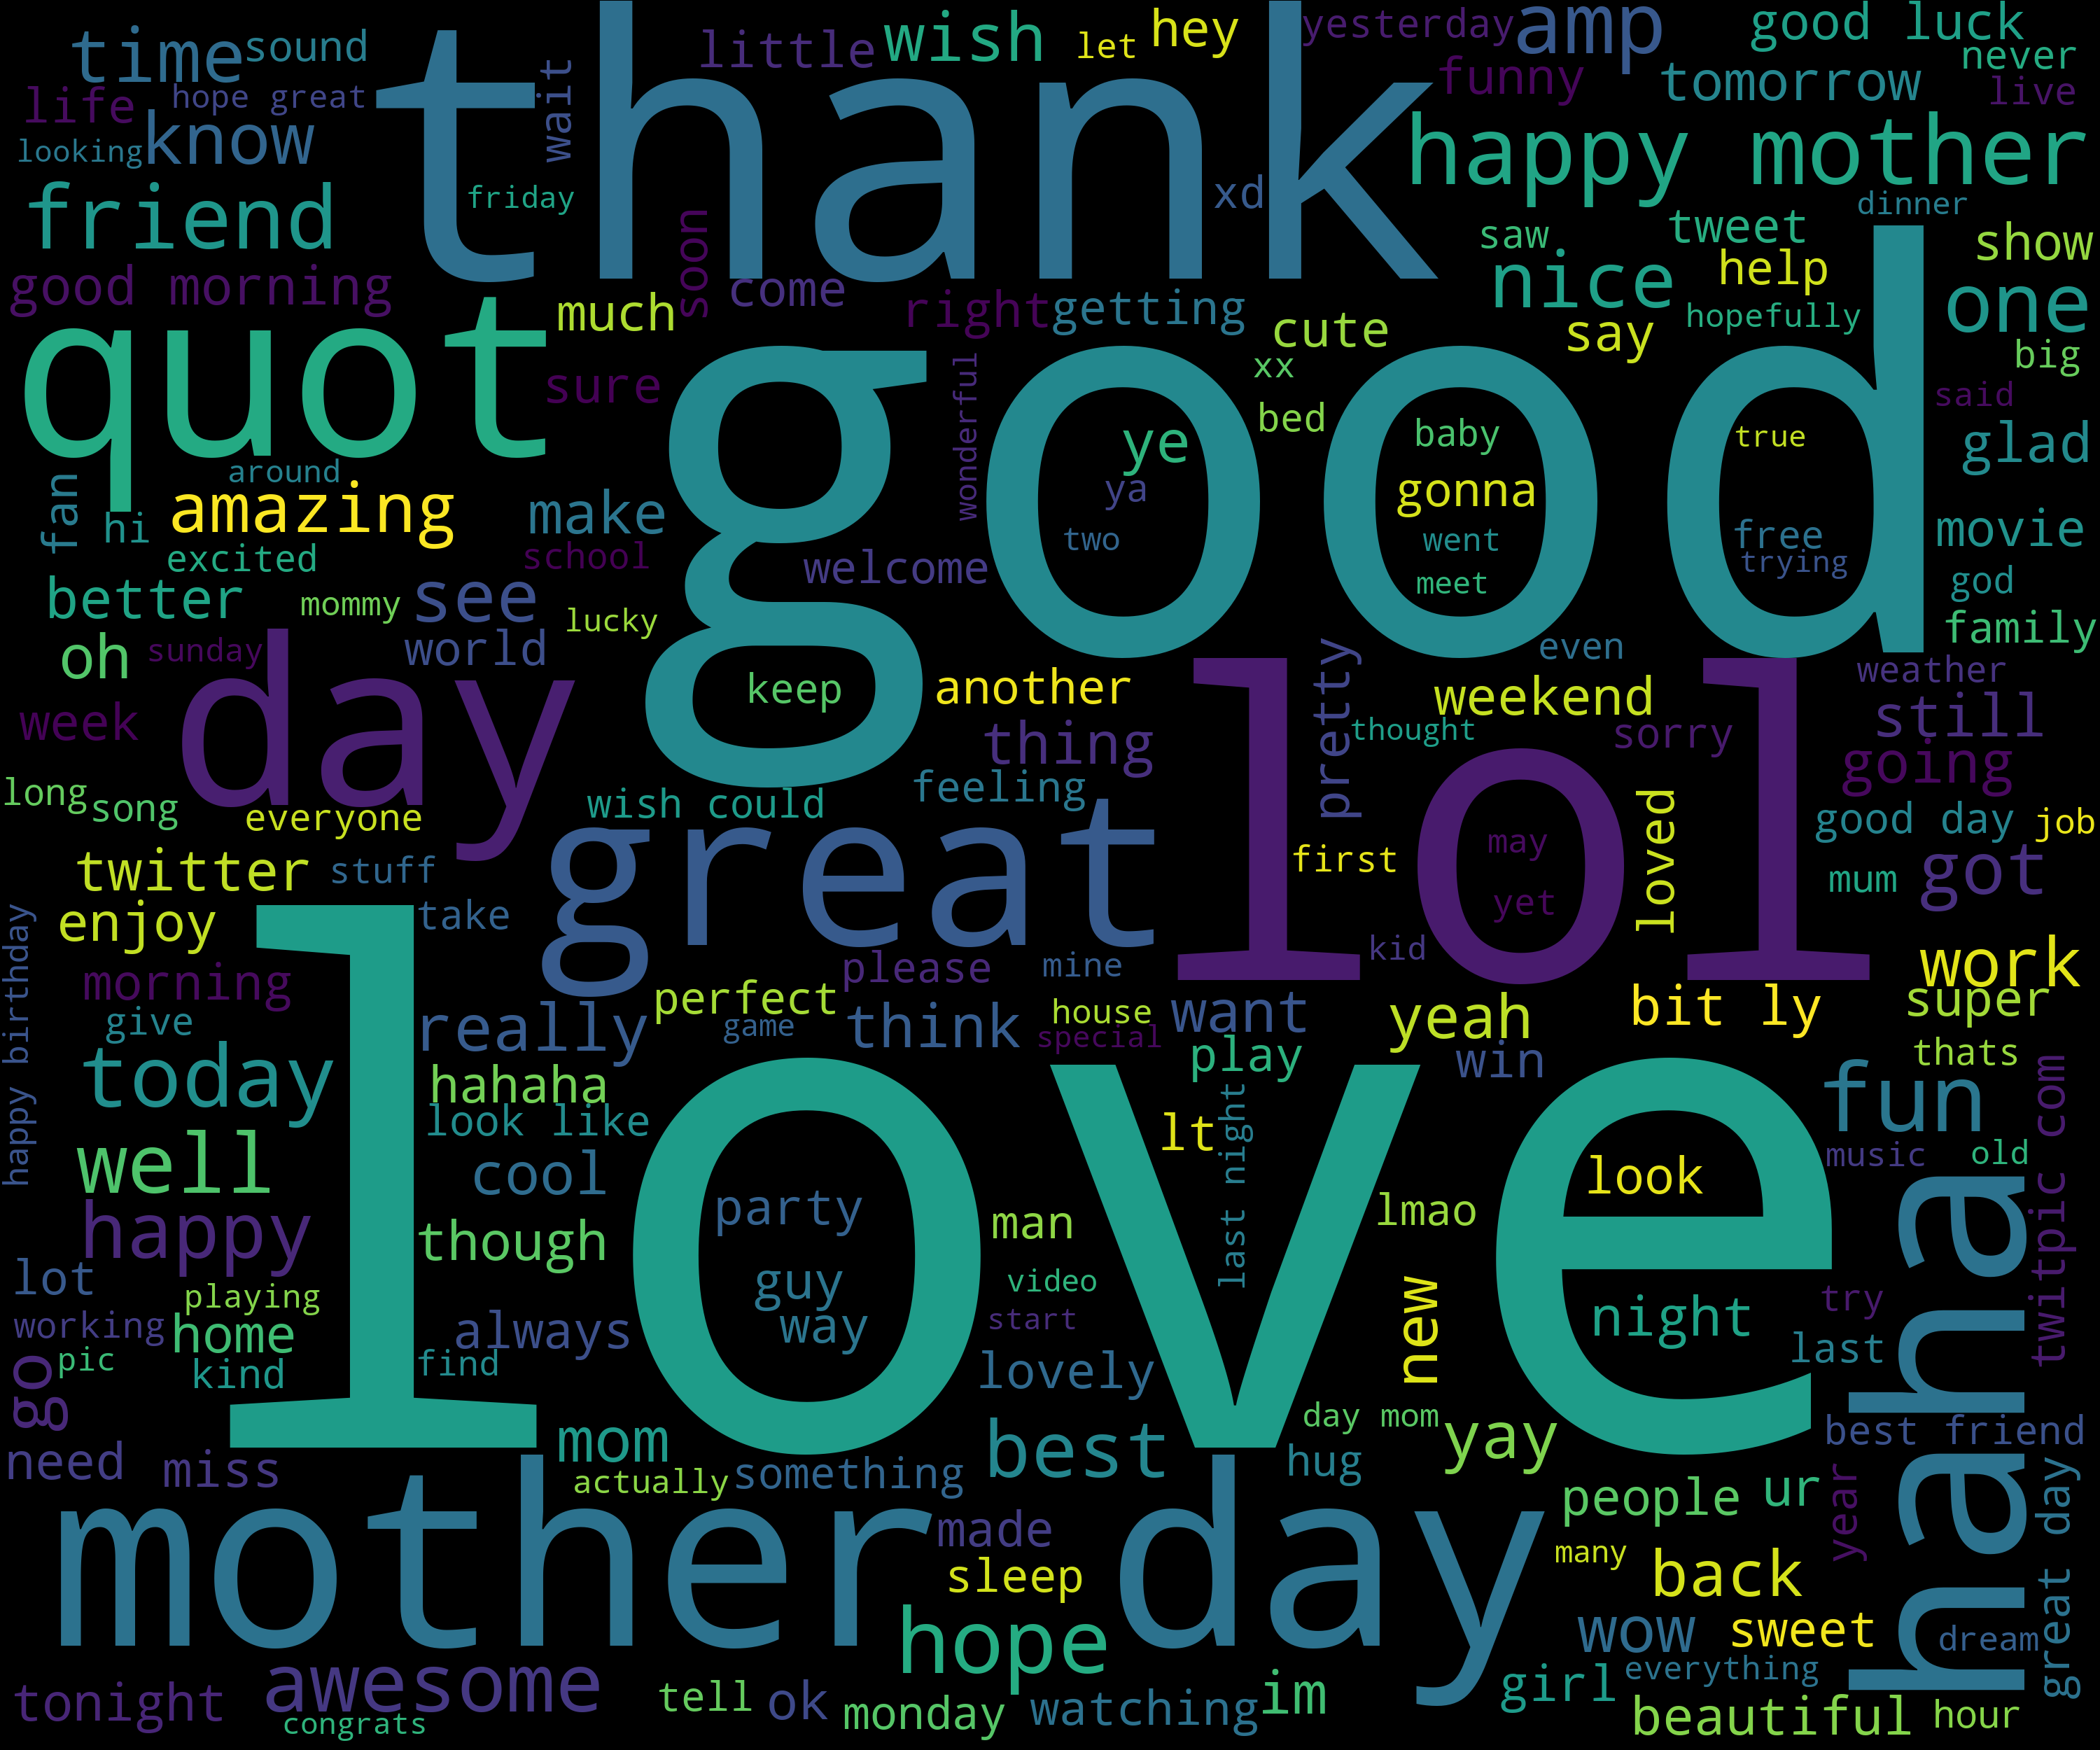 thank
good
love
lol
mother day
quot
day
great
haha
happy mother
time
sound
little
wish
let
hey
yesterday
amp
good luck
never
life
hope great
wait
funny
tomorrow
live
looking
know
friend
friday
xd
dinner
soon
saw
tweet
show
good morning
much
come
right
getting
nice
help
one
cute
say
hopefully
big
sure
wonderful
xx
bed
said
ye
baby
true
glad
around
amazing
fan
hi
make
ya
gonna
two
went
free
movie
excited
school
welcome
meet
trying
god
better
mommy
see
lucky
family
oh
sunday
world
pretty
even
weather
keep
another
weekend
still
week
thing
thought
sorry
going
long
song
wish could
feeling
everyone
loved
good day
job
twitter
stuff
first
may
mum
got
enjoy
take
yet
happy birthday
morning
please
mine
kid
work
give
really
perfect
game
think
house
special
want
yeah
bit ly
super
today
play
win
thats
hahaha
fun
twitpic com
look like
lt
last night
well
cool
look
music
old
happy
though
party
man
lmao
lot
playing
guy
video
new
working
home
always
way
start
night
try
go
pic
kind
find
lovely
last
need
miss
mom
best
day mom
hug
yay
best friend
actually
something
people
ur
year
great day
made
sleep
many
back
hope
wow
sweet
dream
tonight
awesome
congrats
tell
ok
monday
watching
im
girl
everything
beautiful
hour